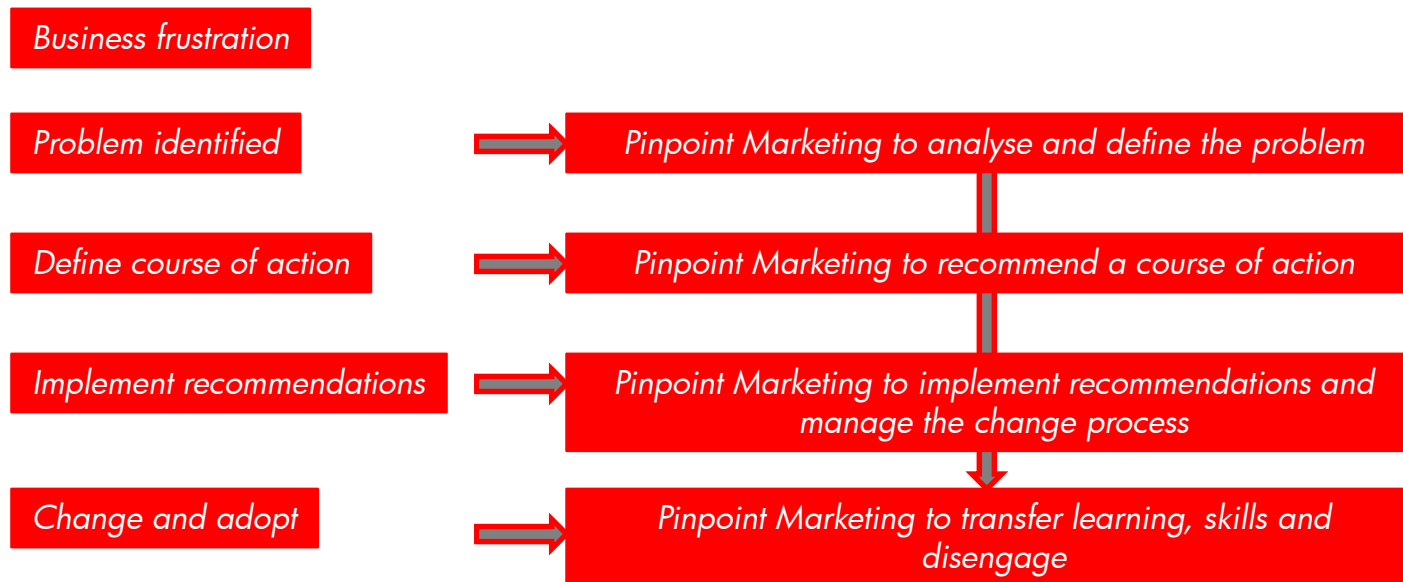 Business frustration
Problem identified
Pinpoint Marketing to analyse and define the problem
Define course of action
Pinpoint Marketing to recommend a course of action
Implement recommendations
Pinpoint Marketing to implement recommendations and
manage the change process
Change and adopt
Pinpoint Marketing to transfer learning, skills and
disengage